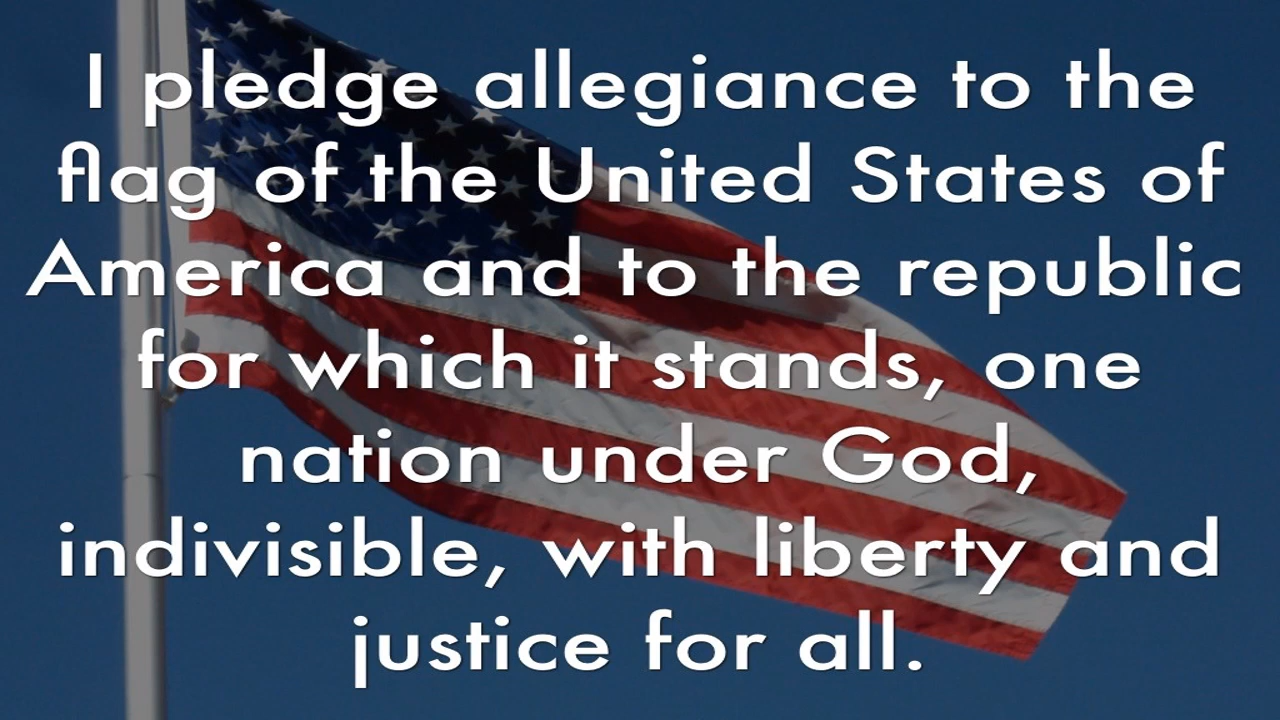 I pledge allegiance to the
flag of the United States of
America and to the republic
for which it stands, one
nation under God,
indivisible, with liberty and
justice for all.